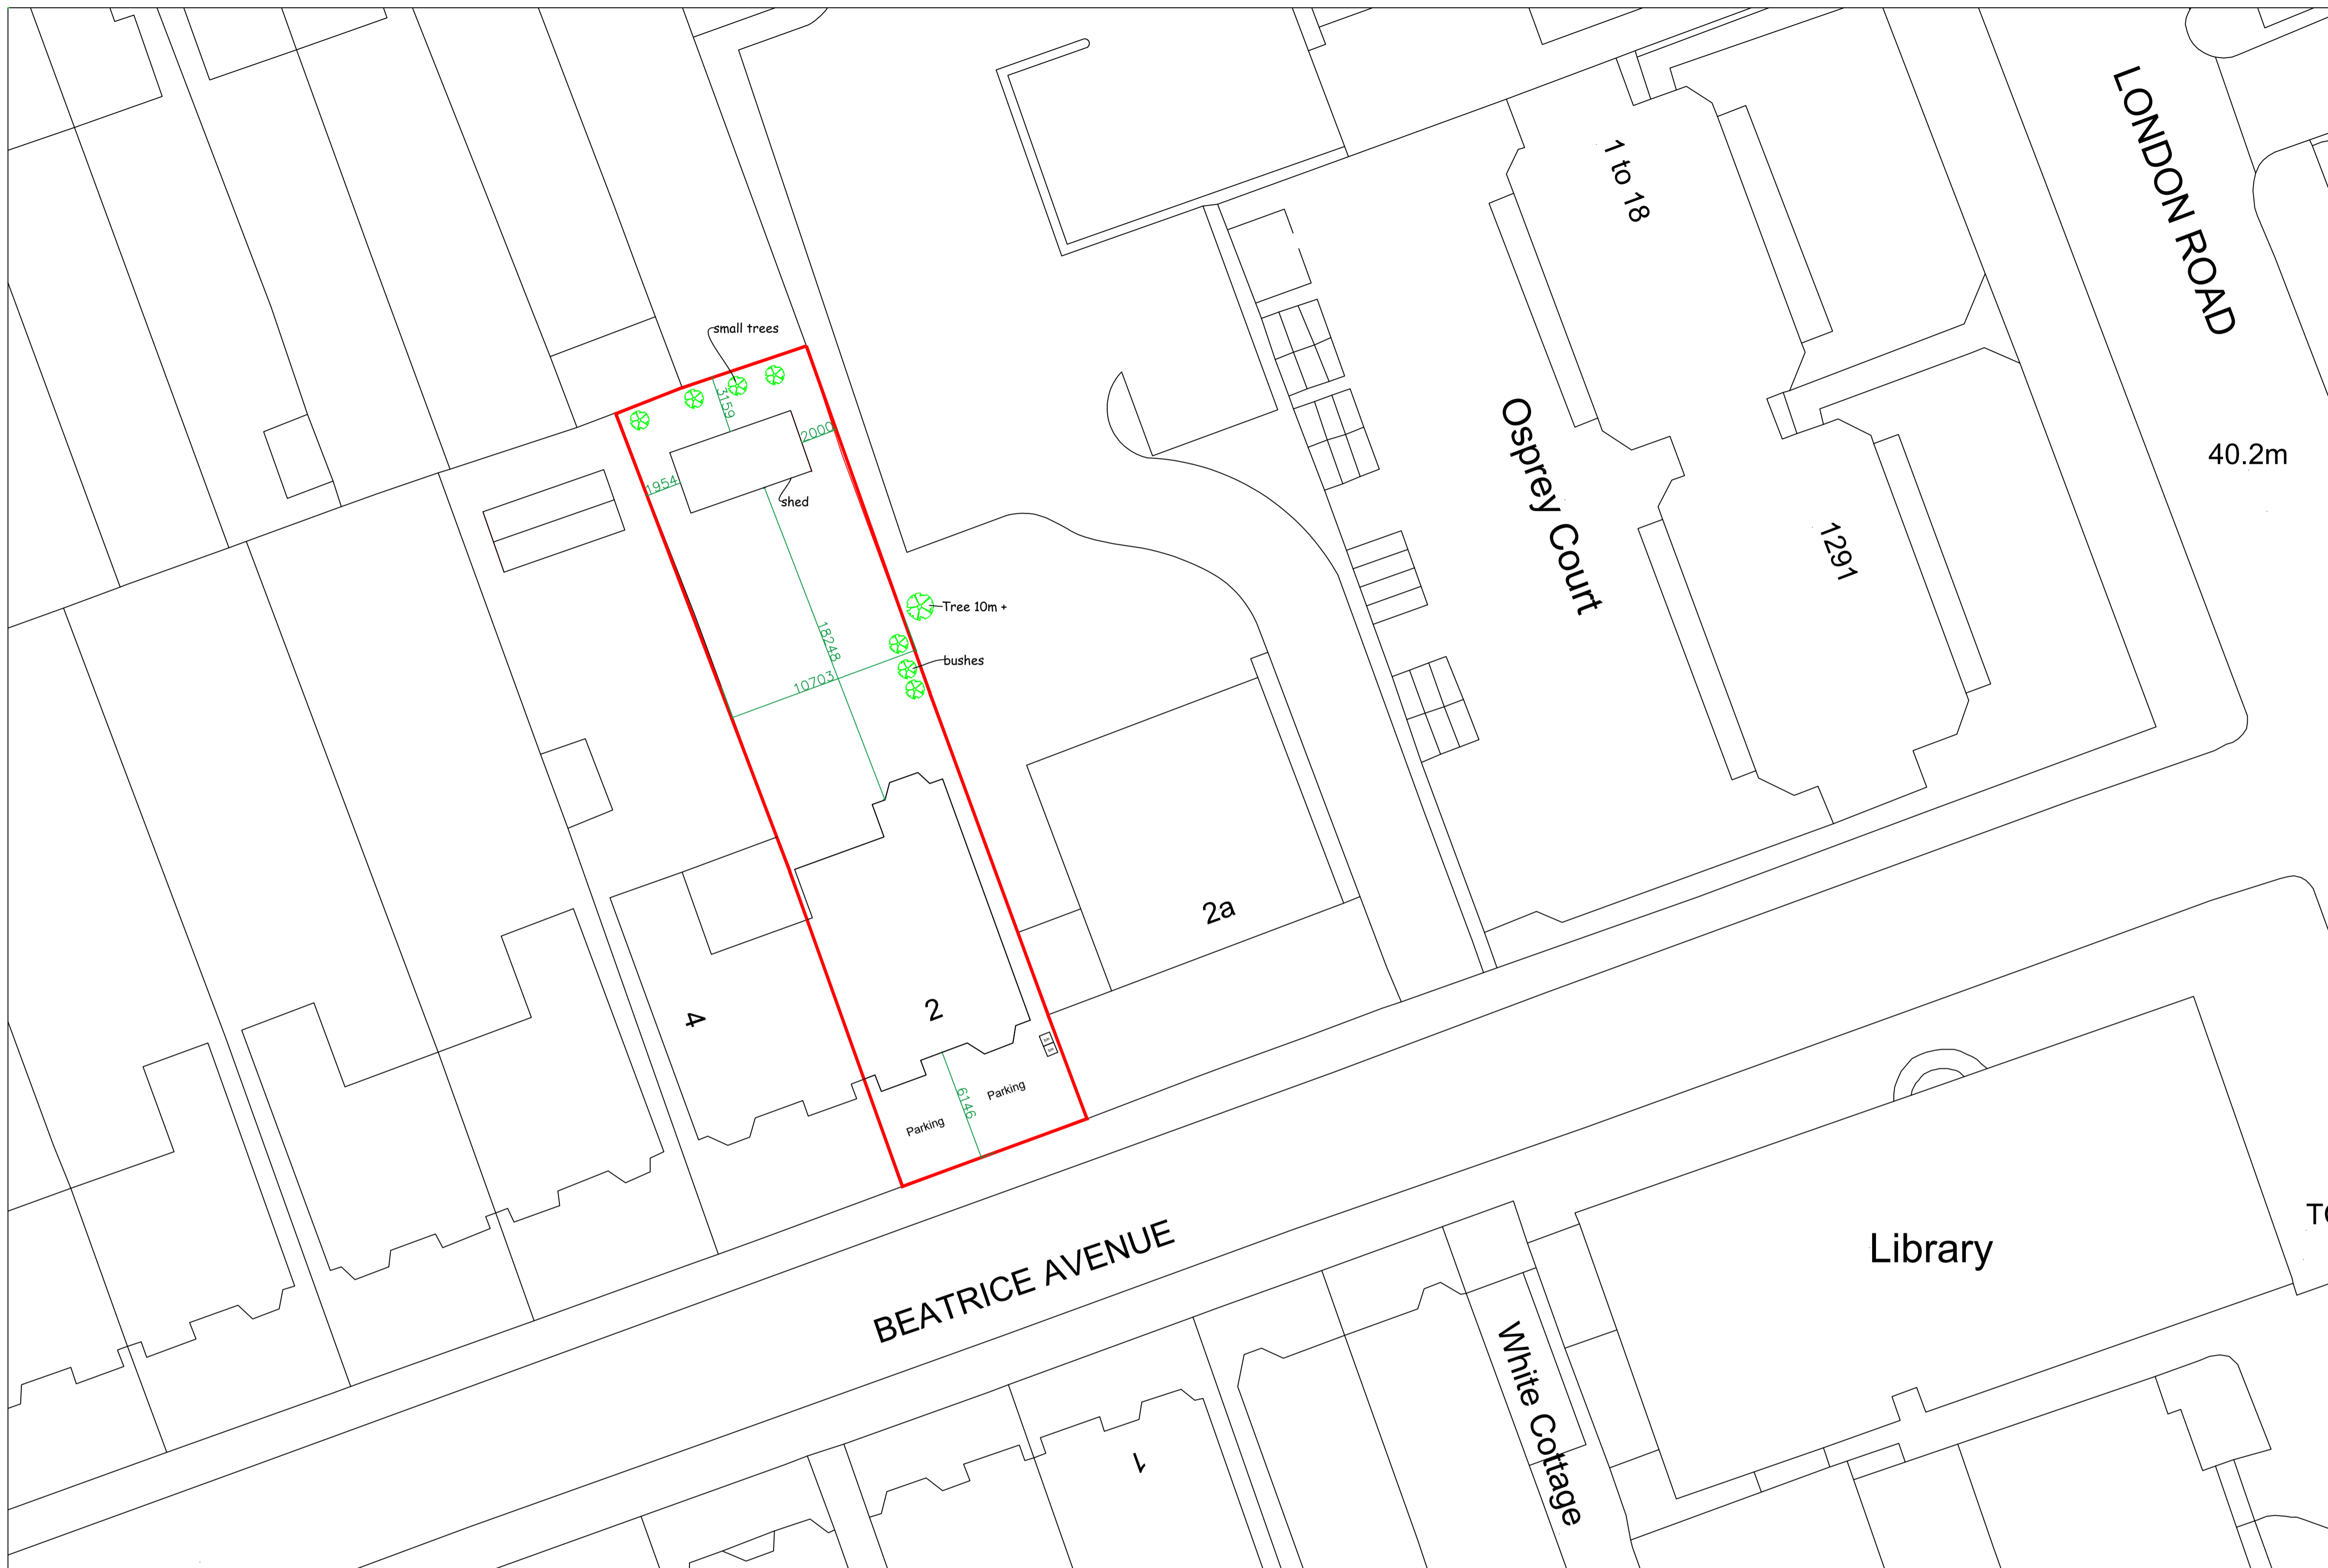 LONDON ROAD
1 to 18
small trees
3159
2000
Osprey Court
40.2m
1954
shed
1291
Tree 10m +
18248
bushes
10703
2a
2
4
6146
Parking
Parking
BEATRICE AVENUE
Library
White Cottage
1